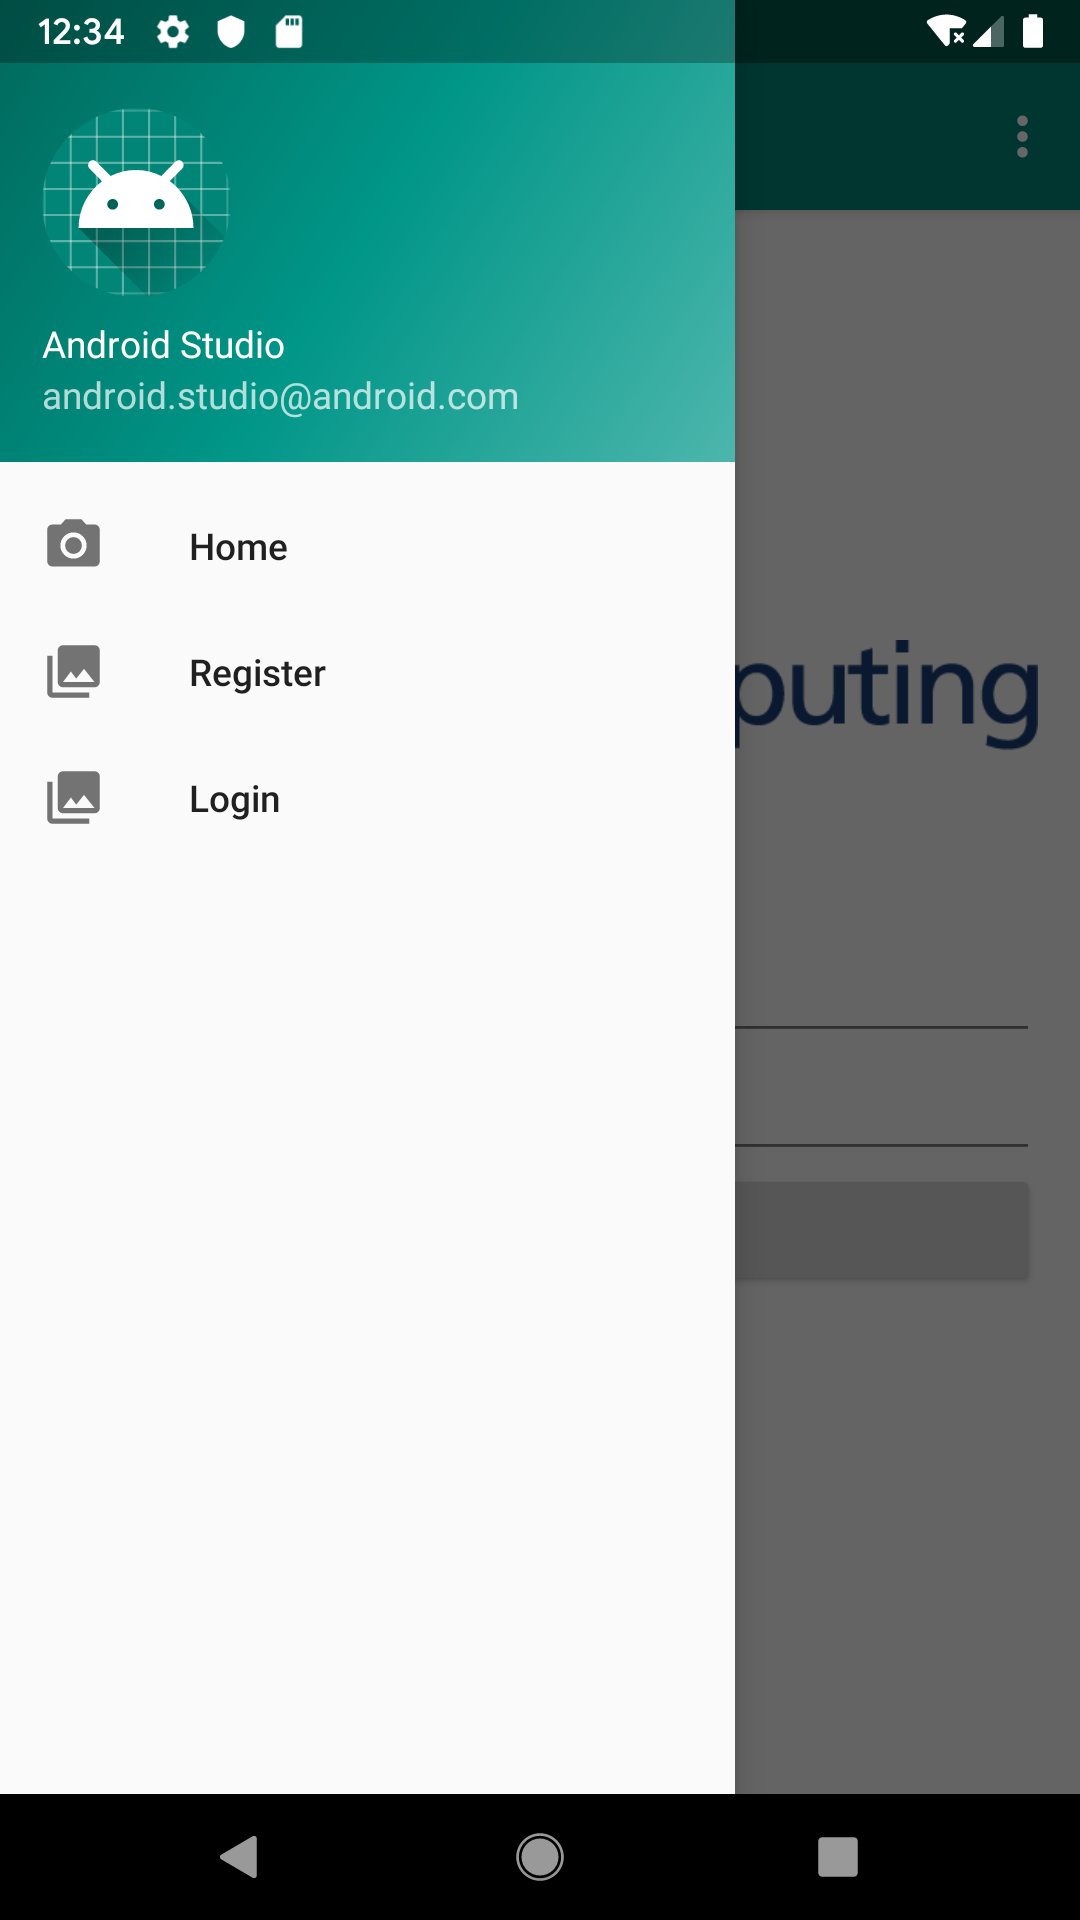 12:34
Android Studio
android.studio@android.com
Home
Register
Login
puting